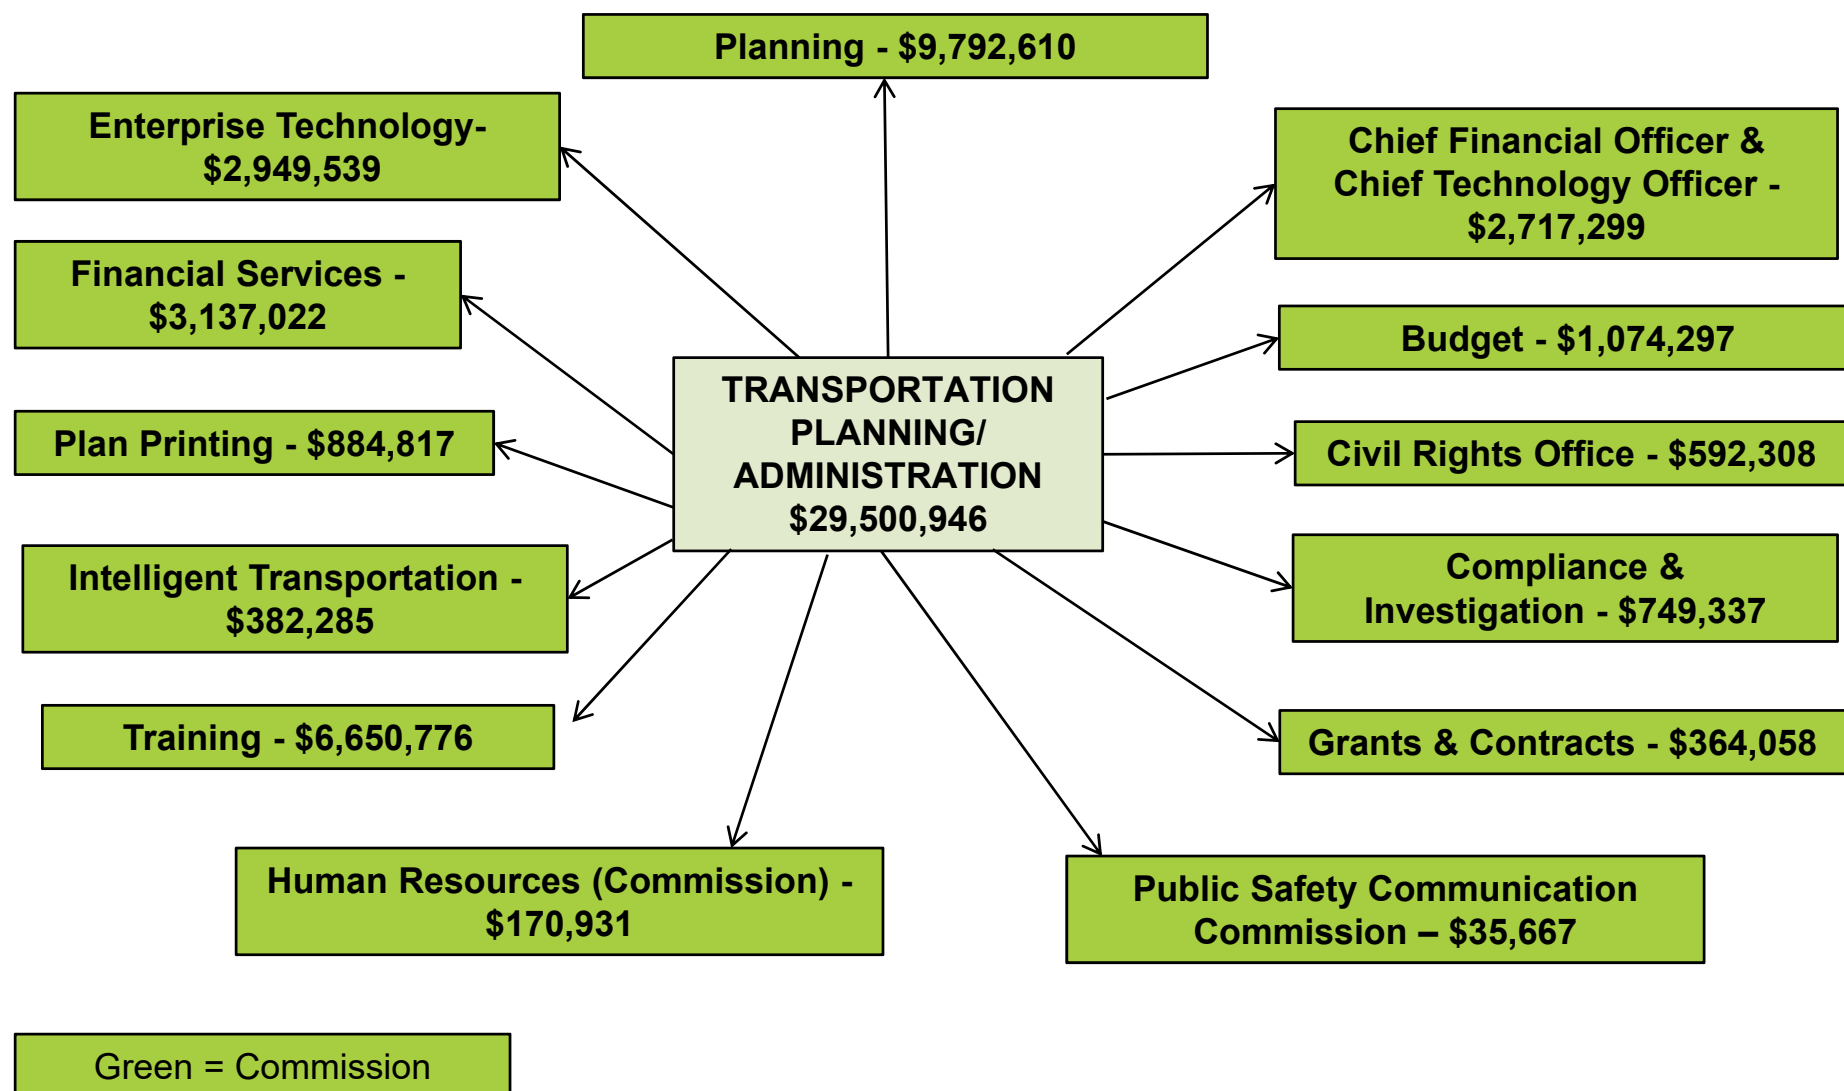 Planning - $9,792,610
Enterprise Technology-
$2,949,539
Chief Financial Officer &
Chief Technology Officer -
$2,717,299
Financial Services -
$3,137,022
Budget - $1,074,297
TRANSPORTATION
PLANNING/
ADMINISTRATION
$29,500,946
Plan Printing - $884,817
Civil Rights Office - $592,308
Intelligent Transportation -
$382,285
Compliance &
Investigation - $749,337
Training - $6,650,776
Grants & Contracts - $364,058
Human Resources (Commission) -
$170,931
Public Safety Communication
Commission – $35,667
Green = Commission